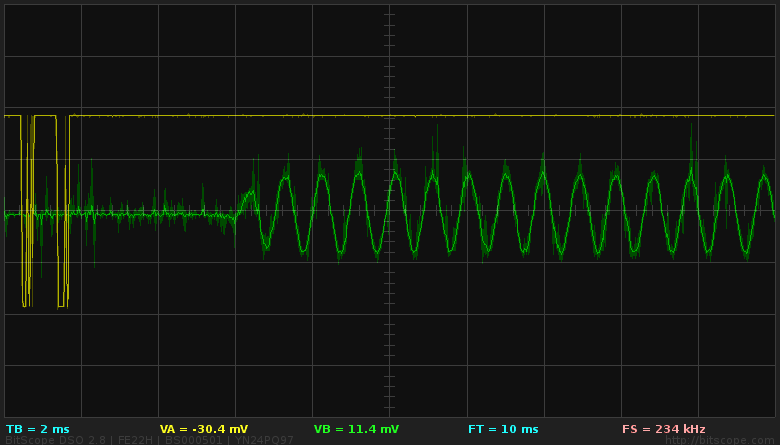 TB = 2 ms VA = -30.4 mV VB = 11.4 mV FT = 10 ms FS = 234 kHz
BitScope DSO 2.8 | FE22H | BS000501 | YN24PQ97 http://bitscope.com